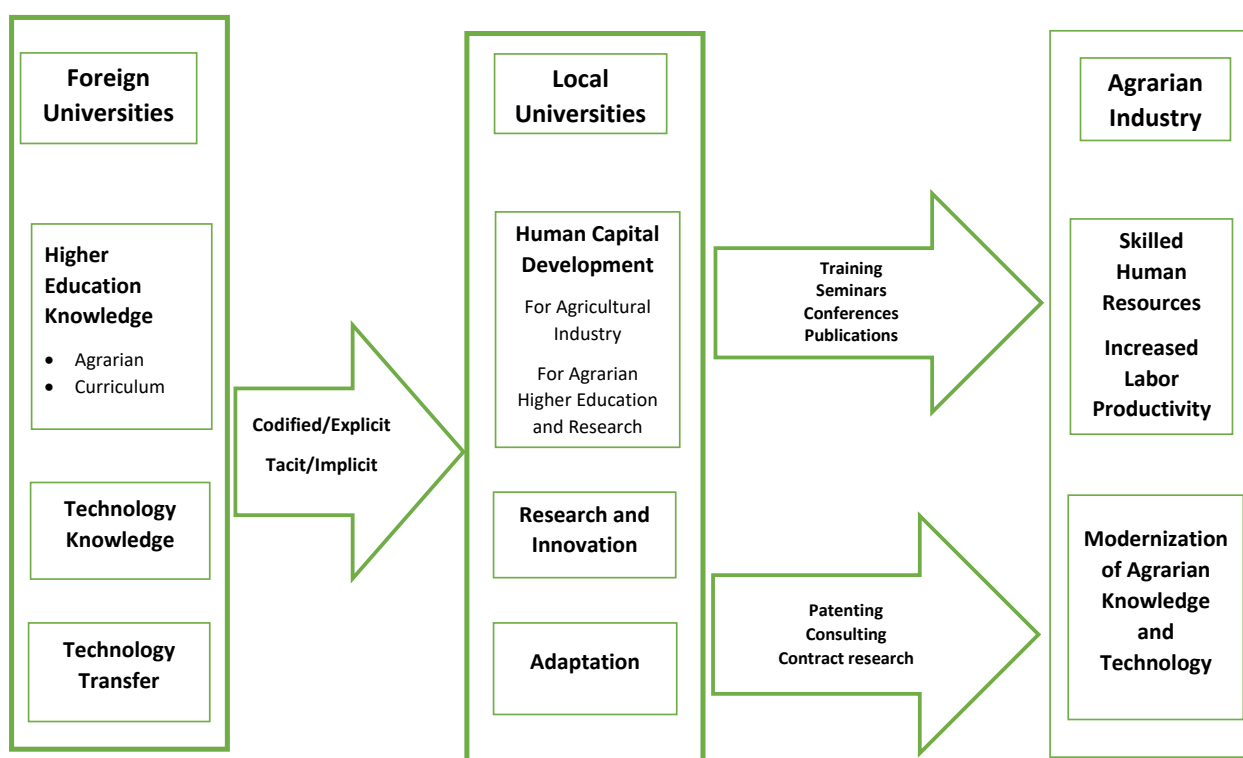 Foreign
Universities
Higher
Education
Knowledge
• Agrarian
• Curriculum
Technology
Knowledge
Technology
Transfer
Codified/Explicit
Tacit/Implicit
Local
Universities
Human Capital
Development
For Agricultural
Industry
For Agrarian
Higher Education
and Research
Research and
Innovation
Adaptation
Training
Seminars
Conferences
Publications
Patenting
Consulting
Contract research
Agrarian
Industry
Skilled
Human
Resources
Increased
Labor
Productivity
Modernization
of Agrarian
Knowledge
and
Technology